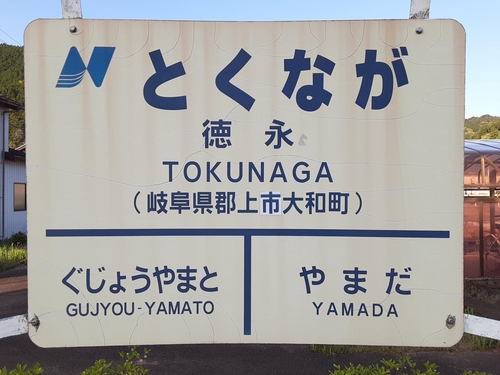 とくなが
徳永
TOKUNAGA
（岐阜県郡上市大和町）
ぐじょうやまと
GUJYOU-YAMATO
やまだ
YAMADA